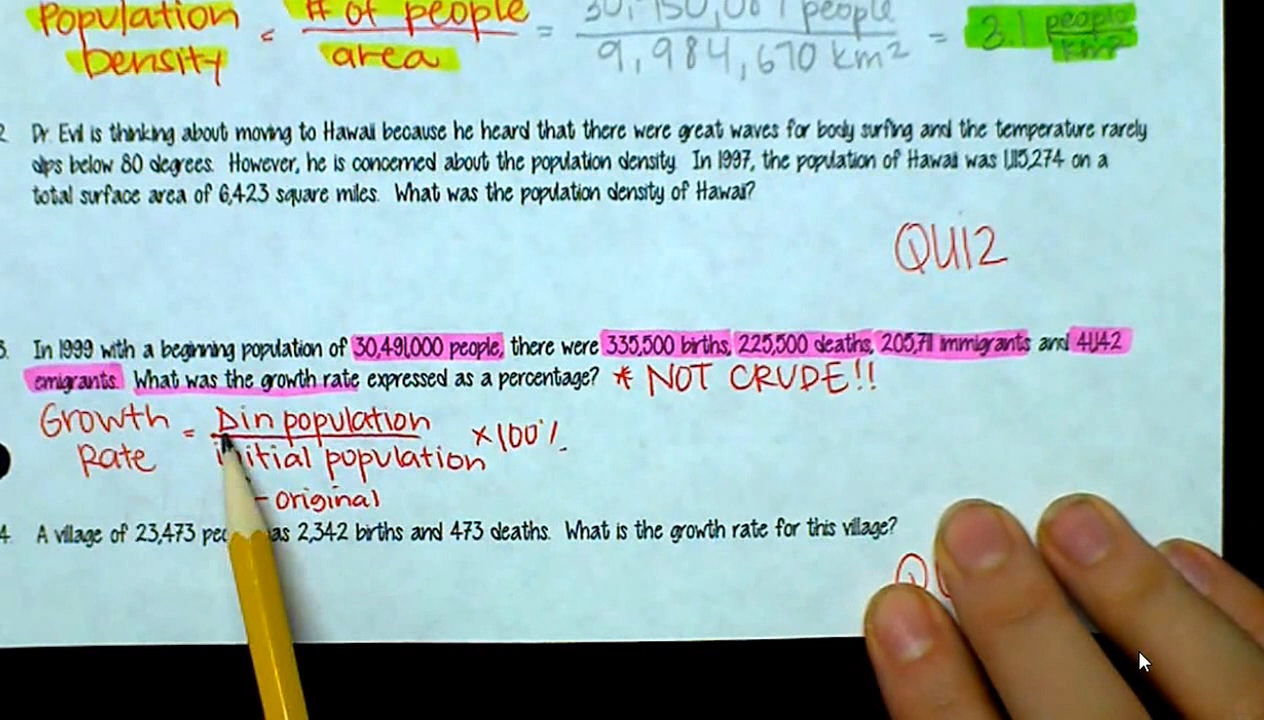 Population = # of people = people = 3.1 people
Density area 9,984,670 km² km²
2 Dr. Evil is thinking about moving to Hawaii because he heard that there were great waves for body surfing and the temperature rarely
dips below 80 degrees. However, he is concerned about the population density. In 1997, the population of Hawaii was 1,115,274 on a
total surface area of 6,423 square miles. What was the population density of Hawaii?
QUIZ
3. In 1999 with a beginning population of 30,491,000 people, there were 335,500 births, 225,500 deaths, 205,711 immigrants and 41,142
emigrants. What was the growth rate expressed as a percentage? * NOT CRUDE!!
Growth = Δ in population × 100%
Rate initial population
- original
4. A village of 23,473 has 2,342 births and 473 deaths. What is the growth rate for this village?